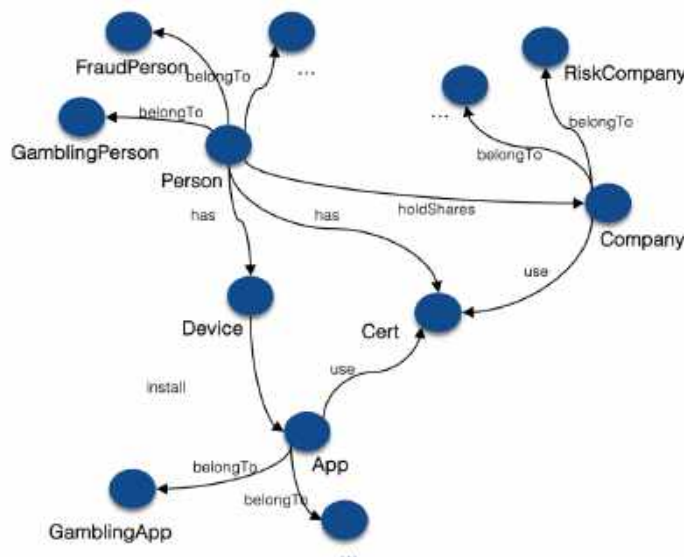 FraudPerson
belongTo
...
RiskCompany
...
belongTo
GamblingPerson
belongTo
belongTo
Person
holdShares
has
has
Company
use
Device
Cert
use
install
App
belongTo
belongTo
GamblingApp
...